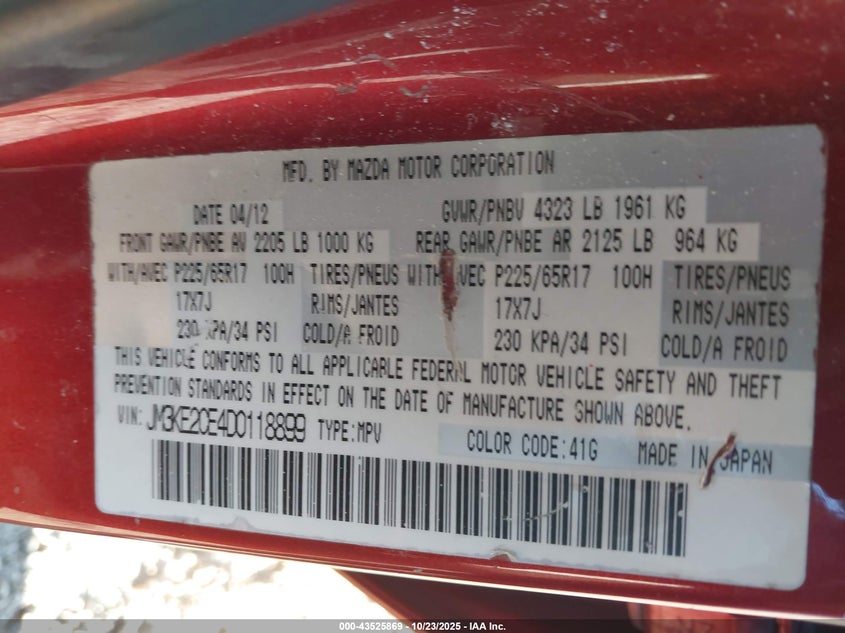 MFD. BY MAZDA MOTOR CORPORATION
DATE 04/12 GVWR/PNBV 4323 LB 1961 KG
FRONT GAWR/PNBE AV 2205 LB 1000 KG REAR GAWR/PNBE AR 2125 LB 964 KG
WITH/AVEC P225/65R17 100H TIRES/PNEUS WITH/AVEC P225/65R17 100H TIRES/PNEUS
17X7J RIMS/JANTES 17X7J RIMS/JANTES
230 KPA/34 PSI COLD/A FROID 230 KPA/34 PSI COLD/A FROID
THIS VEHICLE CONFORMS TO ALL APPLICABLE FEDERAL MOTOR VEHICLE SAFETY AND THEFT
PREVENTION STANDARDS IN EFFECT ON THE DATE OF MANUFACTURE SHOWN ABOVE.
VIN: JM3KE2CE4D0118899 TYPE:MPV COLOR CODE:41G MADE IN JAPAN
000-43525869 - 10/23/2025 - IAA Inc.